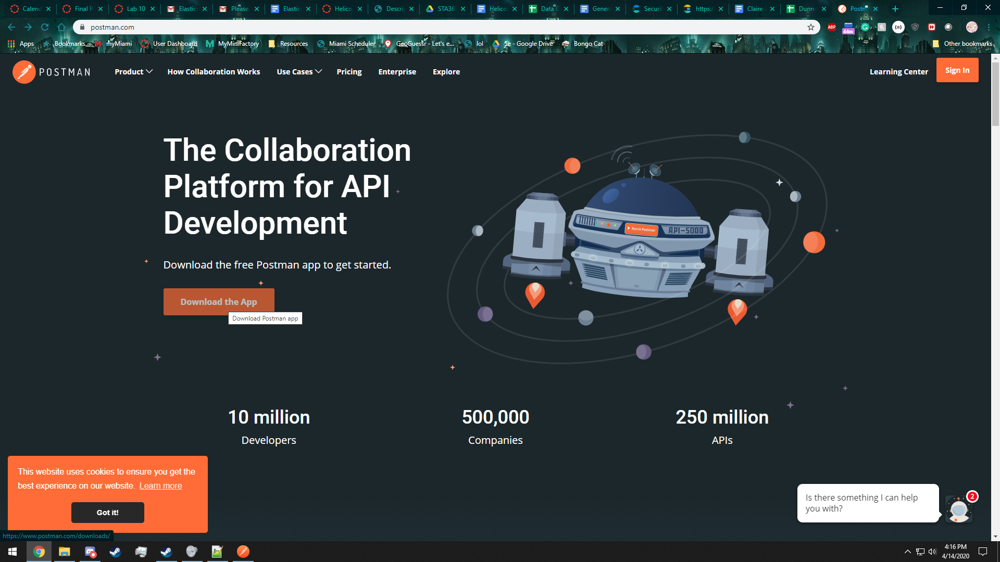 Calend
Final P
Lab 10
Elastic
Please
Elastic
Helico
Descri
STA36
Helico
Data C
Genera
Securit
https:/
Claire
Dunn-
Postm
postman.com
ABP
44m
Apps
Bookmarks
myMiami
User Dashboard
MyMiniFactory
Resources
Miami Scheduler
GeoGuessr - Let's e...
lol
5e - Google Drive
Bongo Cat
Other bookmarks
POSTMAN
Product
How Collaboration Works
Use Cases
Pricing
Enterprise
Explore
Learning Center
Sign In
The Collaboration
Platform for API
Development
Download the free Postman app to get started.
Download the App
Download Postman app
Run in Postman
API-5000
10 million
Developers
500,000
Companies
250 million
APIs
This website uses cookies to ensure you get the
best experience on our website. Learn more
Got it!
Is there something I can help
you with?
2
https://www.postman.com/downloads/
4:16 PM
4/14/2020